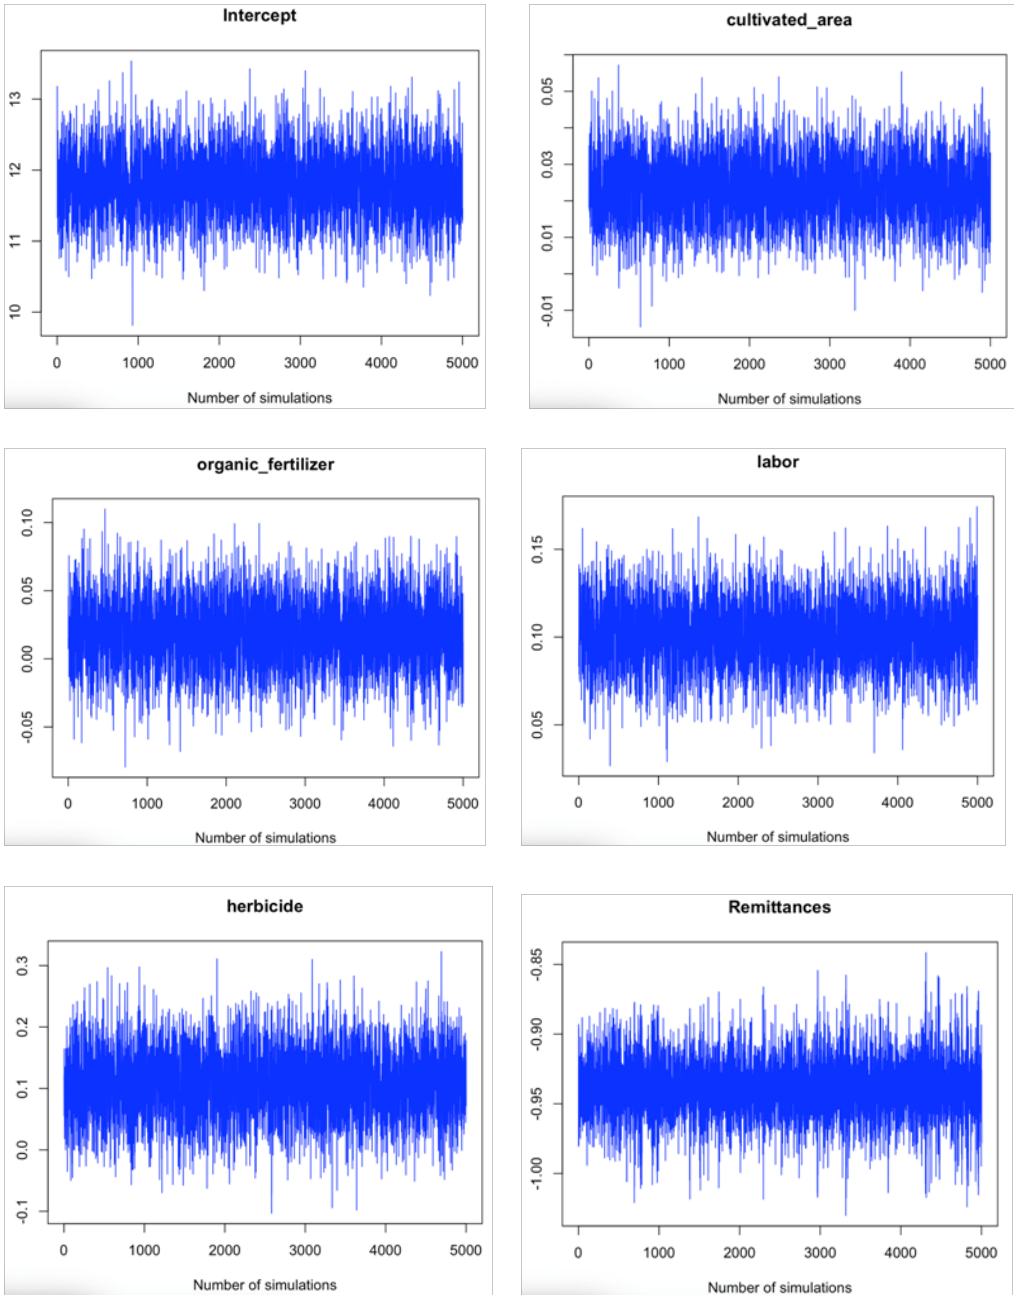 Intercept
13
12
11
10
0 1000 2000 3000 4000 5000
Number of simulations
cultivated_area
0.05
0.03
0.01
-0.01
0 1000 2000 3000 4000 5000
Number of simulations
organic_fertilizer
0.10
0.05
0.00
-0.05
0 1000 2000 3000 4000 5000
Number of simulations
labor
0.15
0.10
0.05
0 1000 2000 3000 4000 5000
Number of simulations
herbicide
0.3
0.2
0.1
0.0
-0.1
0 1000 2000 3000 4000 5000
Number of simulations
Remittances
-0.85
-0.90
-0.95
-1.00
0 1000 2000 3000 4000 5000
Number of simulations